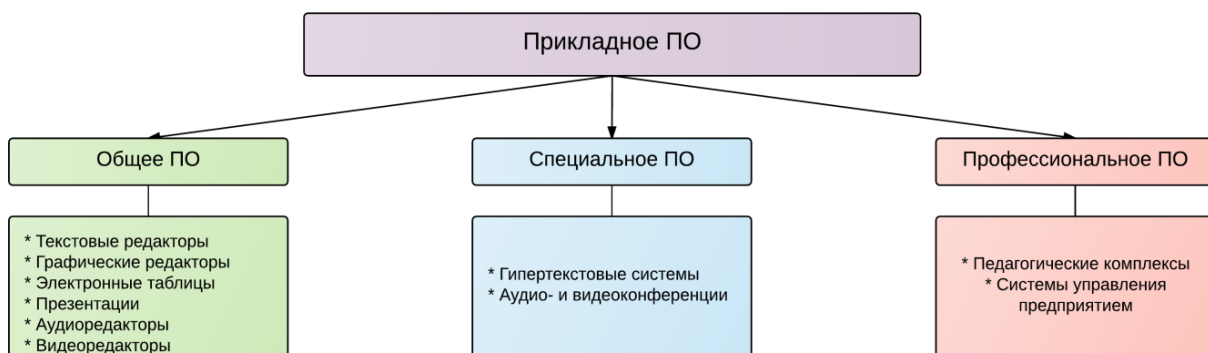 Прикладное ПО
Общее ПО
Специальное ПО
Профессиональное ПО
* Текстовые редакторы
* Графические редакторы
* Электронные таблицы
* Презентации
* Аудиоредакторы
* Видеоредакторы
* Гипертекстовые системы
* Аудио- и видеоконференции
* Педагогические комплексы
* Системы управления
предприятием